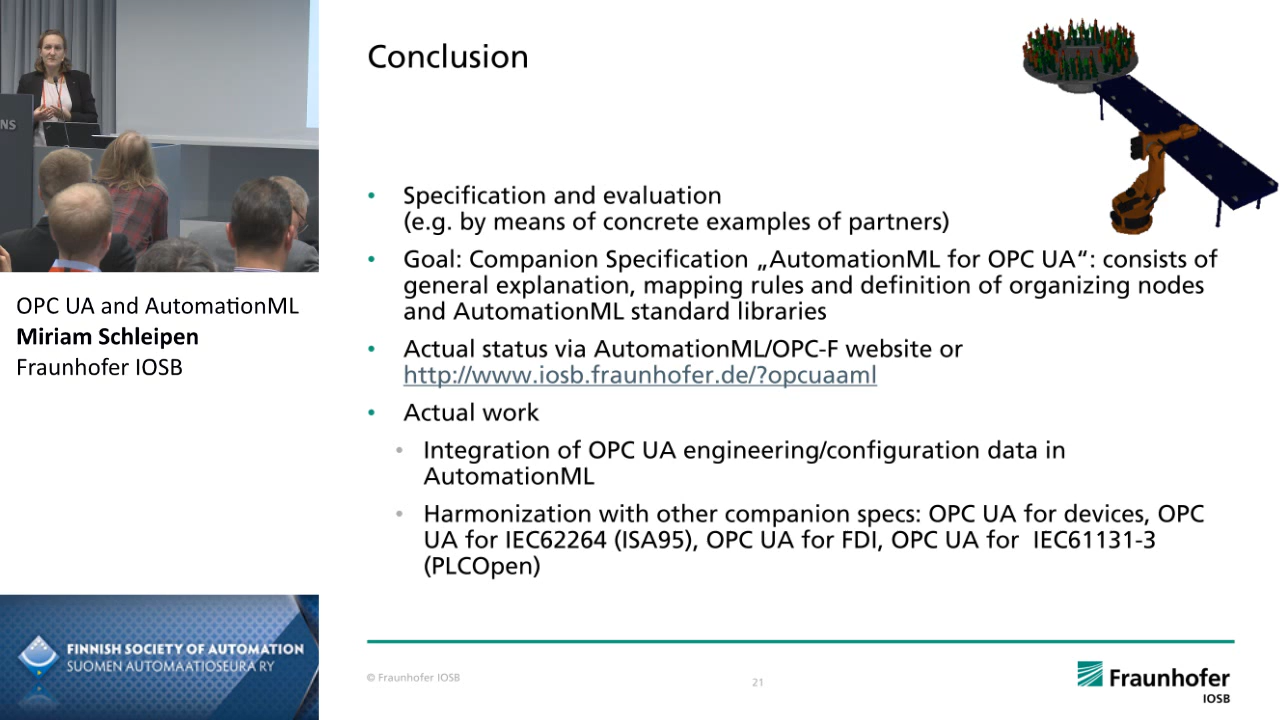 NS
OPC UA and AutomationML
Miriam Schleipen
Fraunhofer IOSB
FINNISH SOCIETY OF AUTOMATION
SUOMEN AUTOMAATIOSEURA RY
Conclusion
• Specification and evaluation
(e.g. by means of concrete examples of partners)
• Goal: Companion Specification „AutomationML for OPC UA“: consists of
general explanation, mapping rules and definition of organizing nodes
and AutomationML standard libraries
• Actual status via AutomationML/OPC-F website or
http://www.iosb.fraunhofer.de/?opcuaaml
• Actual work
• Integration of OPC UA engineering/configuration data in
AutomationML
• Harmonization with other companion specs: OPC UA for devices, OPC
UA for IEC62264 (ISA95), OPC UA for FDI, OPC UA for IEC61131-3
(PLCOpen)
© Fraunhofer IOSB
21
Fraunhofer
IOSB